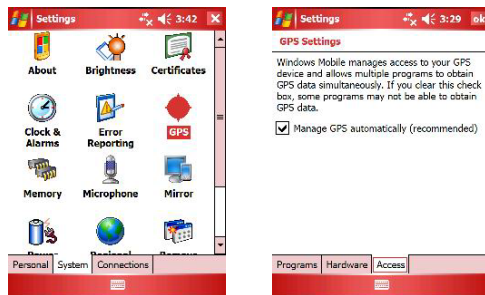 Settings 3:42
About Brightness Certificates
Clock & Error GPS
Alarms Reporting
Memory Microphone Mirror
Power Regional Remove
Personal System Connections
Settings 3:29 ok
GPS Settings
Windows Mobile manages access to your GPS
device and allows multiple programs to obtain
GPS data simultaneously. If you clear this check
box, some programs may not be able to obtain
GPS data.
Manage GPS automatically (recommended)
Programs Hardware Access